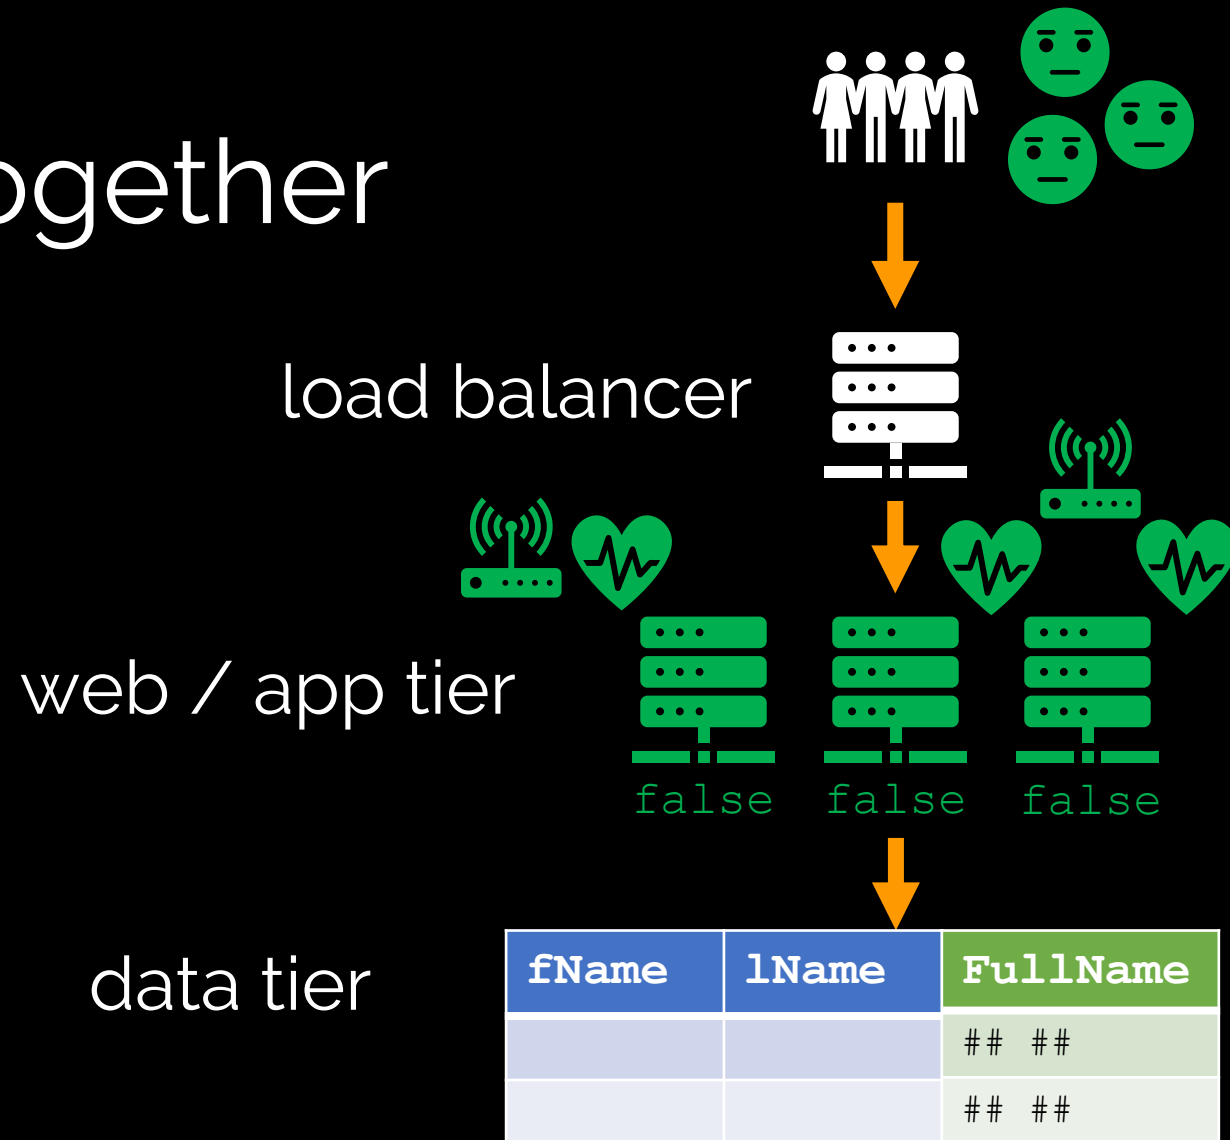 ogether
load balancer
web / app tier
false false false
data tier
fName lName FullName
## ##
## ##